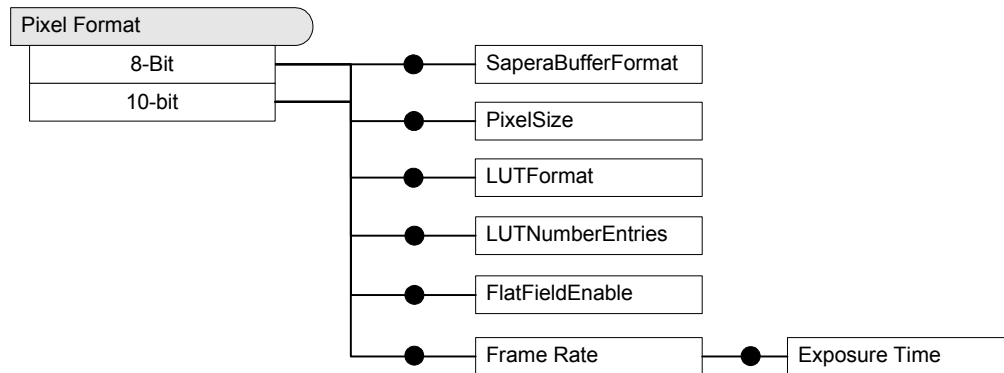 Pixel Format
8-Bit
10-bit
SaperaBufferFormat
PixelSize
LUTFormat
LUTNumberEntries
FlatFieldEnable
Frame Rate
Exposure Time